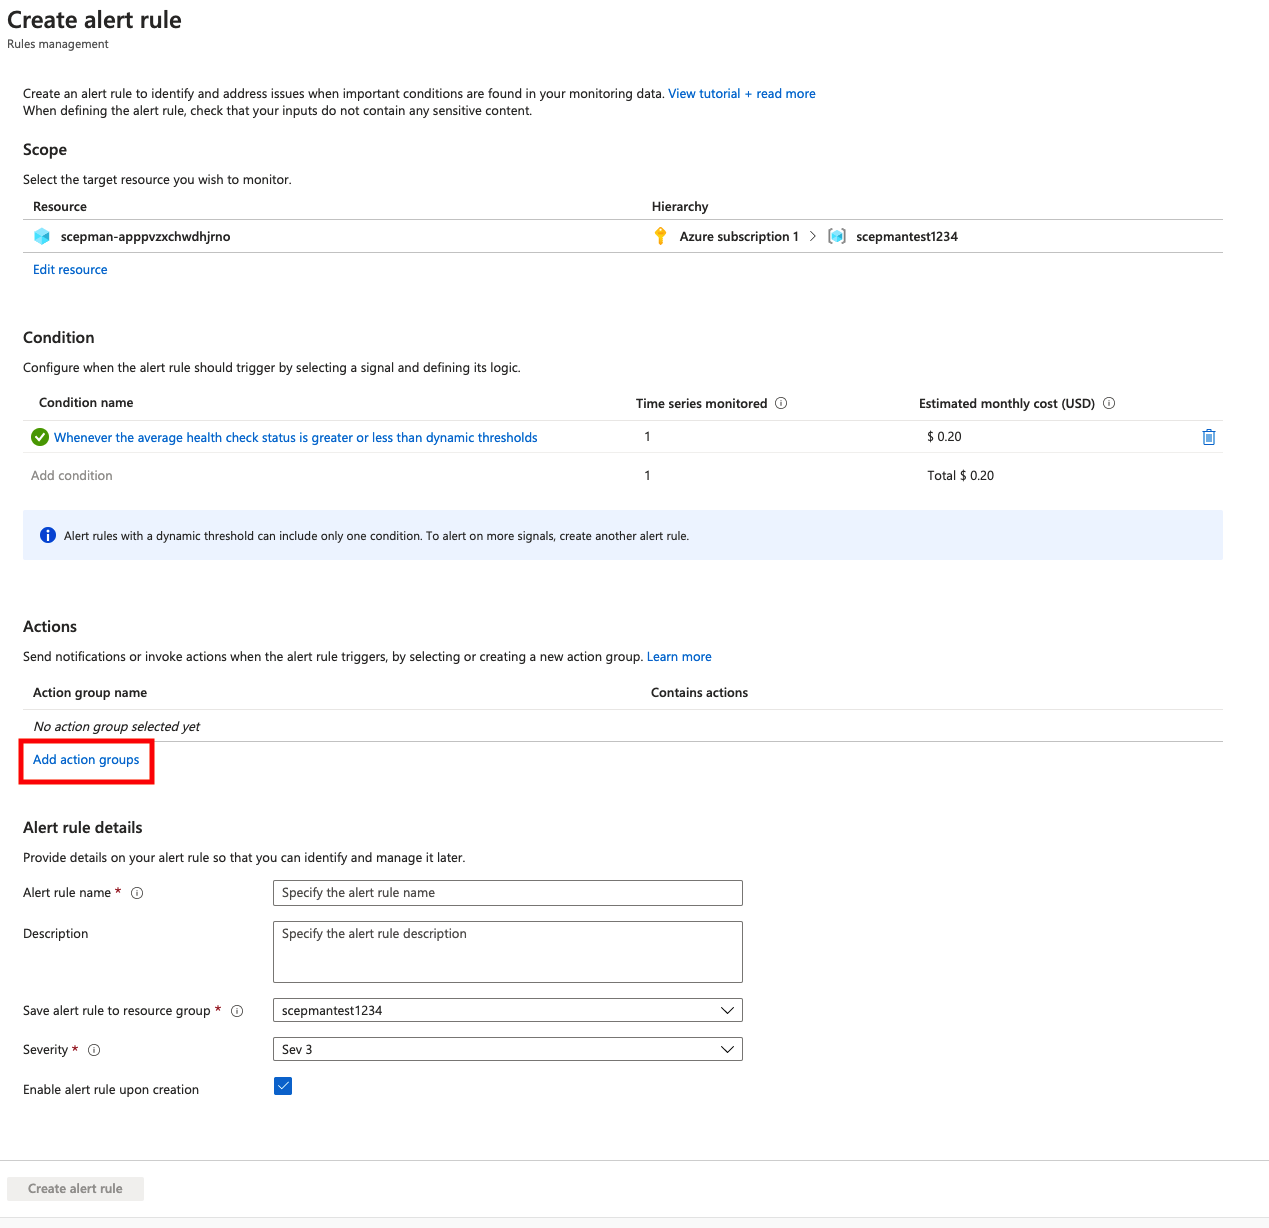 Create alert rule
Rules management
Create an alert rule to identify and address issues when important conditions are found in your monitoring data. View tutorial + read more
When defining the alert rule, check that your inputs do not contain any sensitive content.
Scope
Select the target resource you wish to monitor.
Resource Hierarchy
scepman-apppvzxchwdhjrno Azure subscription 1 > scepmantest1234
Edit resource
Condition
Configure when the alert rule should trigger by selecting a signal and defining its logic.
Condition name Time series monitored Estimated monthly cost (USD)
Whenever the average health check status is greater or less than dynamic thresholds 1 $ 0.20
Add condition 1 Total $ 0.20
Alert rules with a dynamic threshold can include only one condition. To alert on more signals, create another alert rule.
Actions
Send notifications or invoke actions when the alert rule triggers, by selecting or creating a new action group. Learn more
Action group name Contains actions
No action group selected yet
Add action groups
Alert rule details
Provide details on your alert rule so that you can identify and manage it later.
Alert rule name * Specify the alert rule name
Description Specify the alert rule description
Save alert rule to resource group * scepmantest1234
Severity * Sev 3
Enable alert rule upon creation
Create alert rule